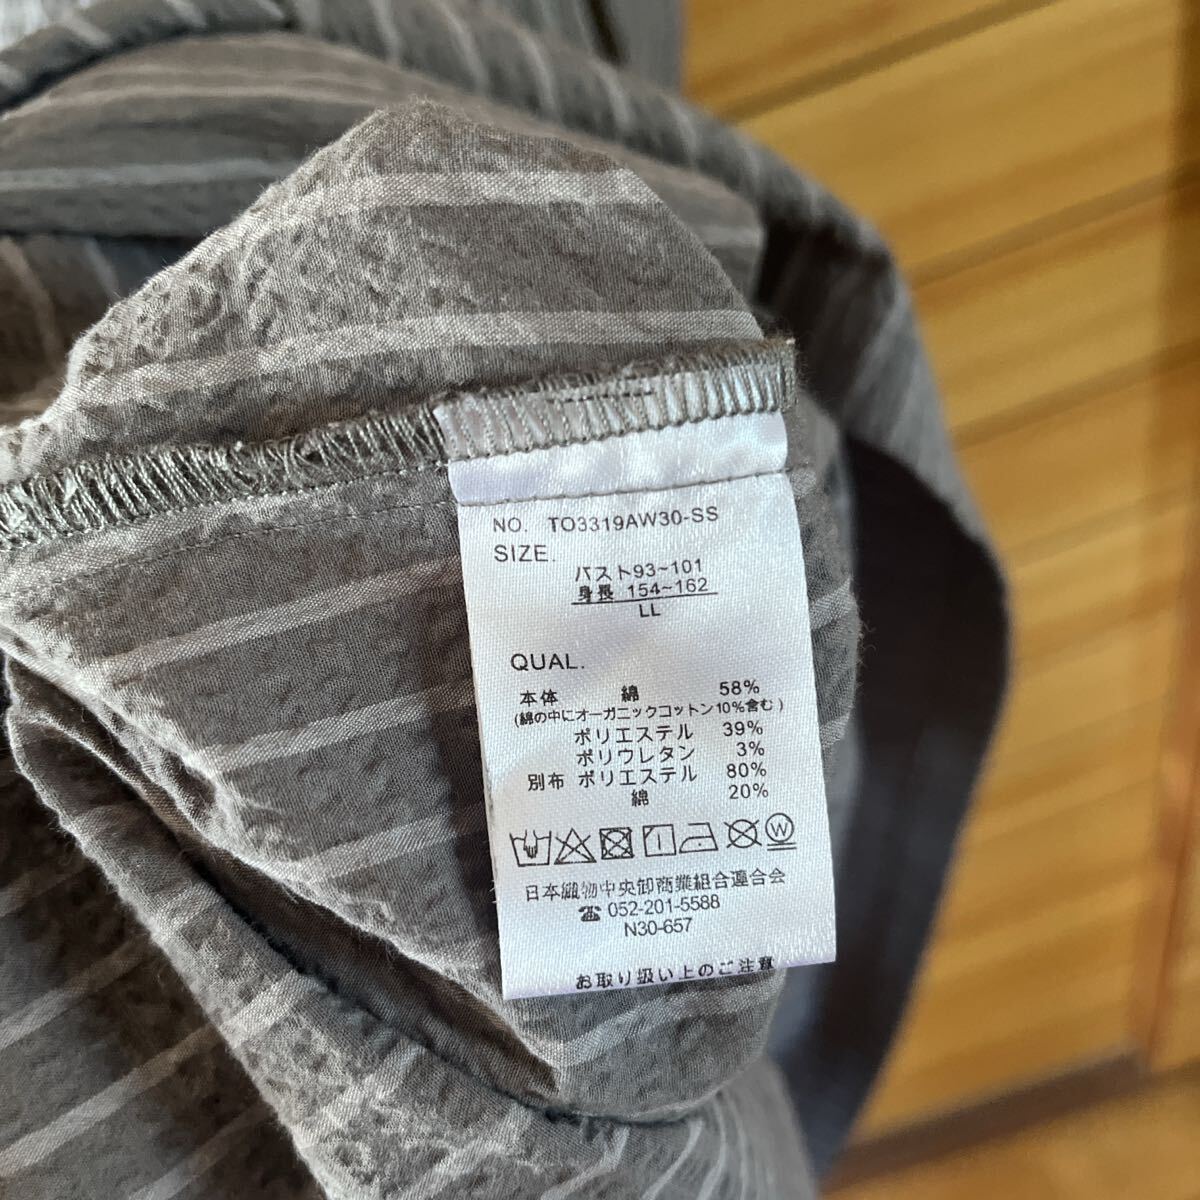 NO. TO3319AW30-SS
SIZE.
バスト93~101
身長 154~162
LL
QUAL.
本体 綿 58%
(綿の中にオーガニックコットン10%含む)
ポリエステル 39%
ポリウレタン 3%
別布 ポリエステル 80%
綿 20%
W
日本織物中央卸商業組合連合会
☎ 052-201-5588
N30-657
お取り扱い上のご注意